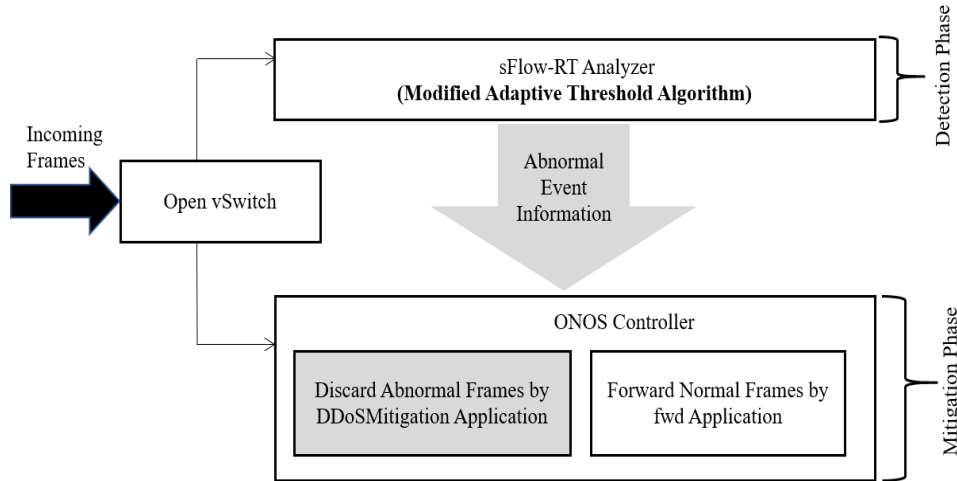 sFlow-RT Analyzer
(Modified Adaptive Threshold Algorithm)
Detection Phase
Incoming
Frames
Open vSwitch
Abnormal
Event
Information
ONOS Controller
Discard Abnormal Frames by
DDoSMitigation Application
Forward Normal Frames by
fwd Application
Mitigation Phase